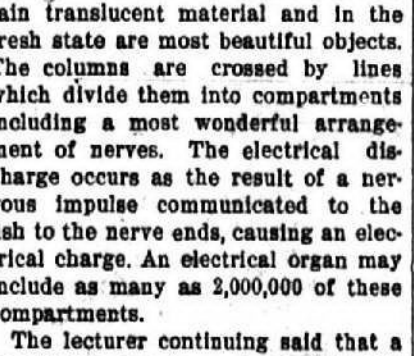 ain translucent material and in the
resh state are most beautiful objects.
The columns are crossed by lines
which divide them into compartments
ncluding a most wonderful arrange-
ment of nerves. The electrical dis-
harge occurs as the result of a ner-
ous impulse communicated to the
ish to the nerve ends, causing an elec-
rical charge. An electrical organ may
nclude as many as 2,000,000 of these
ompartments.
The lecturer continuing said that a